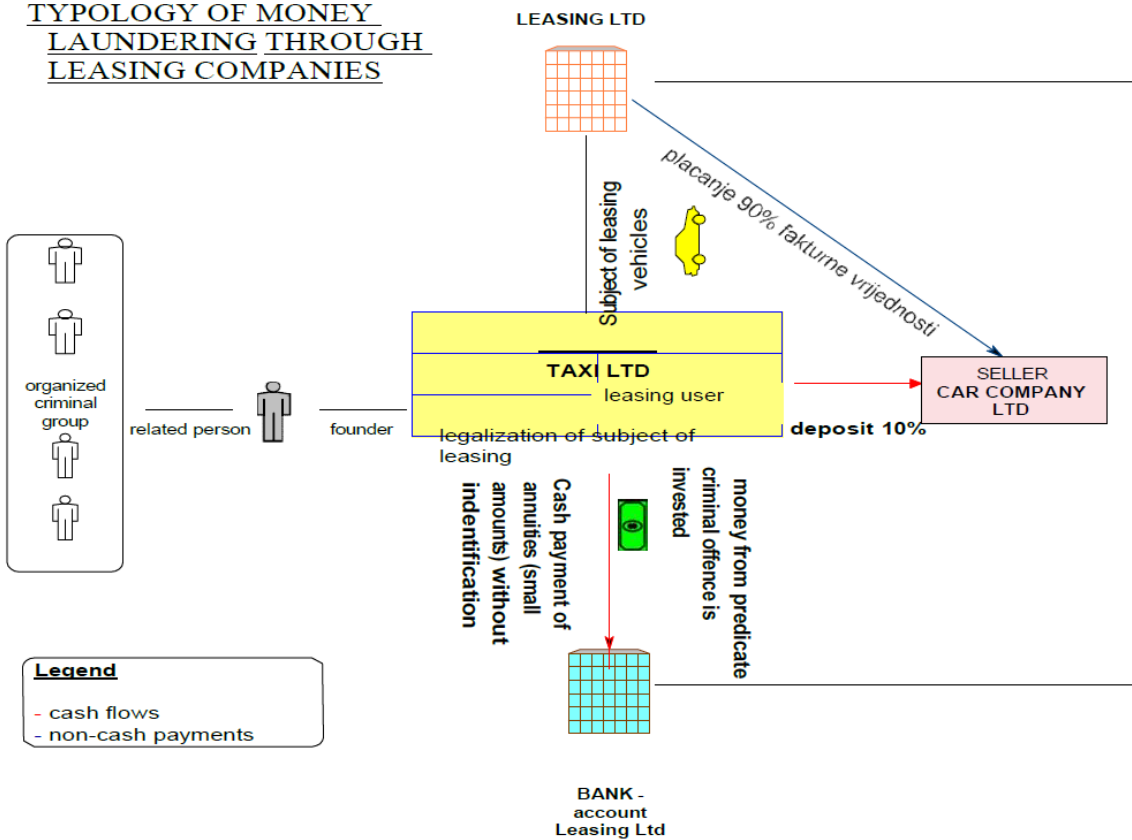 TYPOLOGY OF MONEY
LAUNDERING THROUGH
LEASING COMPANIES
LEASING LTD
placanje 90% fakturne vrijednosti
Subject of leasing
vehicles
organized
criminal
group
related person
founder
TAXI LTD
leasing user
legalization of subject of
leasing
SELLER
CAR COMPANY
LTD
deposit 10%
Cash payment of
annuities (small
amounts) without
indentification
money from predicate
criminal offence is
invested
Legend
- cash flows
- non-cash payments
BANK -
account
Leasing Ltd